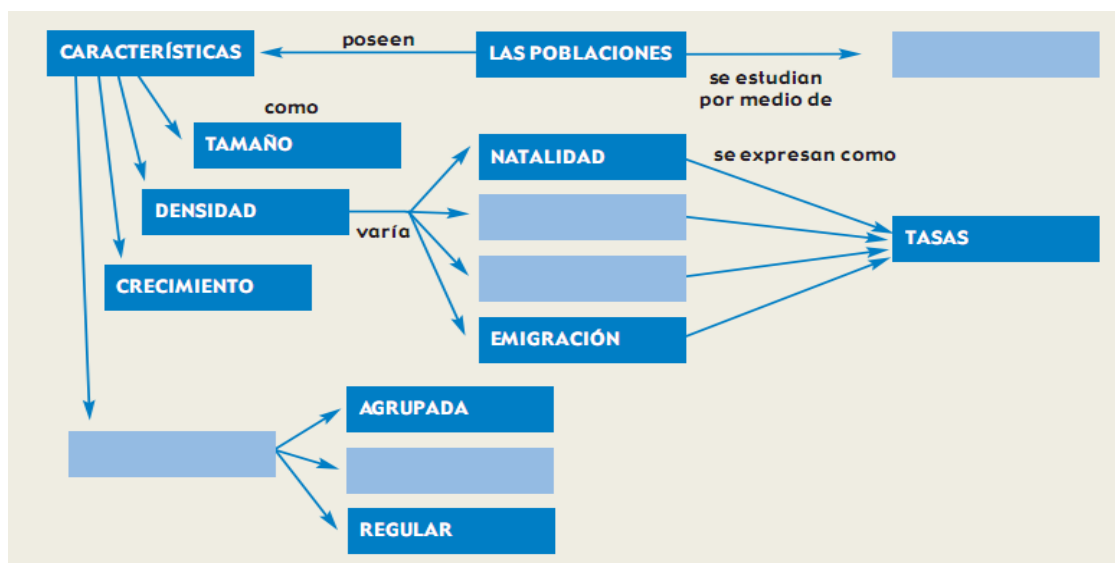 CARACTERÍSTICAS
poseen
LAS POBLACIONES
se estudian
por medio de
como
TAMAÑO
NATALIDAD
se expresan como
DENSIDAD
varía
TASAS
CRECIMIENTO
EMIGRACIÓN
AGRUPADA
REGULAR